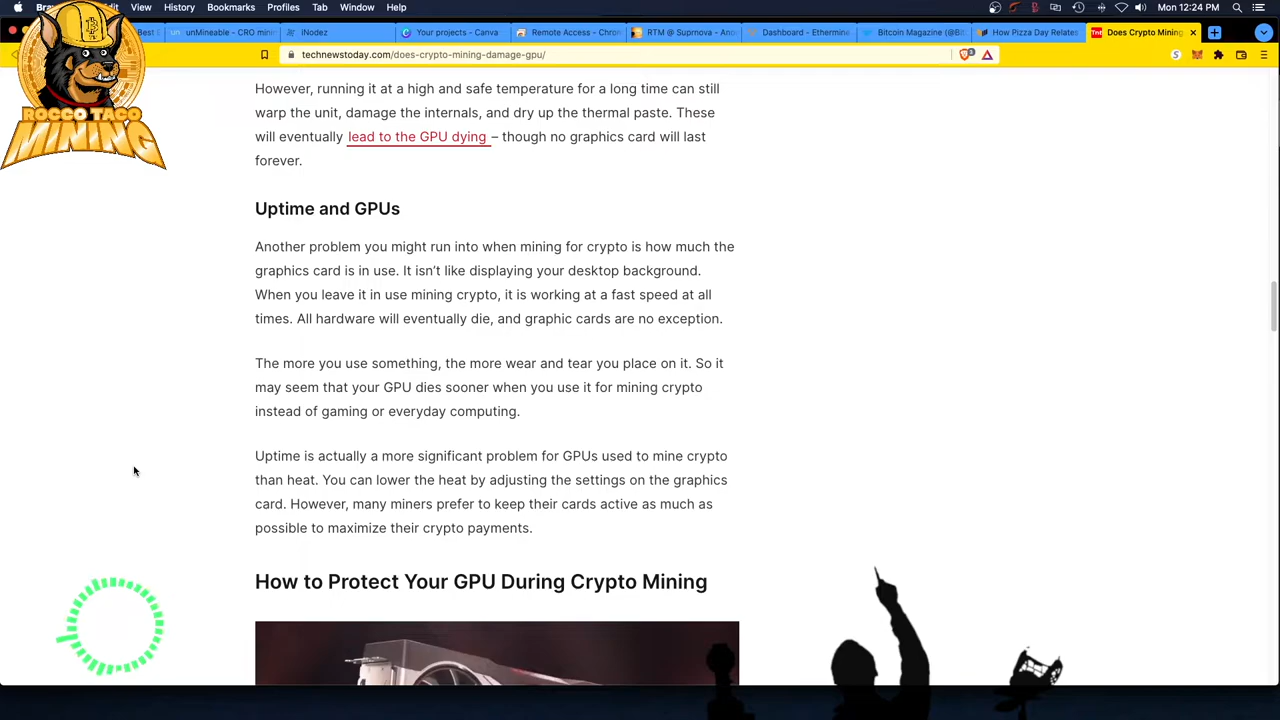 Brav
it
View
History
Bookmarks
Profiles
Tab
Window
Help
Mon 12:24 PM
Best
unMineable - CRO minin
iNodez
Your projects - Canva
Remote Access - Chron
RTM @ Suprnova - Ano
Dashboard - Ethermine
Bitcoin Magazine (@Bit
How Pizza Day Relates
Does Crypto Mining
technewstoday.com/does-crypto-mining-damage-gpu/
ROCCO TACO
MINING
However, running it at a high and safe temperature for a long time can still
warp the unit, damage the internals, and dry up the thermal paste. These
will eventually lead to the GPU dying – though no graphics card will last
forever.
Uptime and GPUs
Another problem you might run into when mining for crypto is how much the
graphics card is in use. It isn’t like displaying your desktop background.
When you leave it in use mining crypto, it is working at a fast speed at all
times. All hardware will eventually die, and graphic cards are no exception.
The more you use something, the more wear and tear you place on it. So it
may seem that your GPU dies sooner when you use it for mining crypto
instead of gaming or everyday computing.
Uptime is actually a more significant problem for GPUs used to mine crypto
than heat. You can lower the heat by adjusting the settings on the graphics
card. However, many miners prefer to keep their cards active as much as
possible to maximize their crypto payments.
How to Protect Your GPU During Crypto Mining